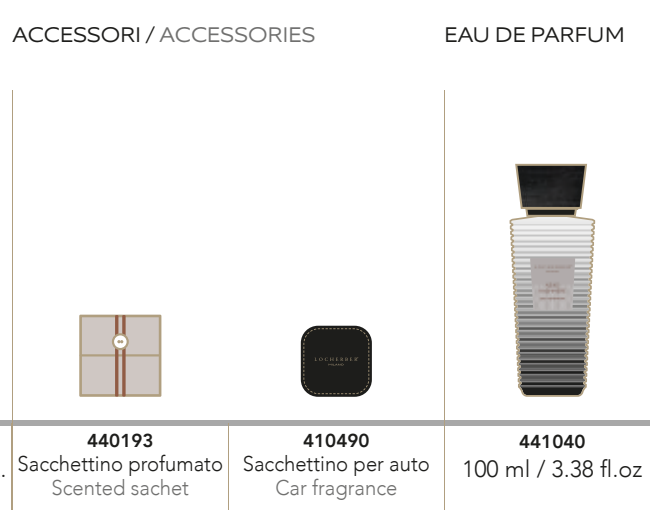 ACCESSORI / ACCESSORIES
EAU DE PARFUM
LOCHERBER
MILANO
.
440193
Sacchettino profumato
Scented sachet
410490
Sacchettino per auto
Car fragrance
441040
100 ml / 3.38 fl.oz